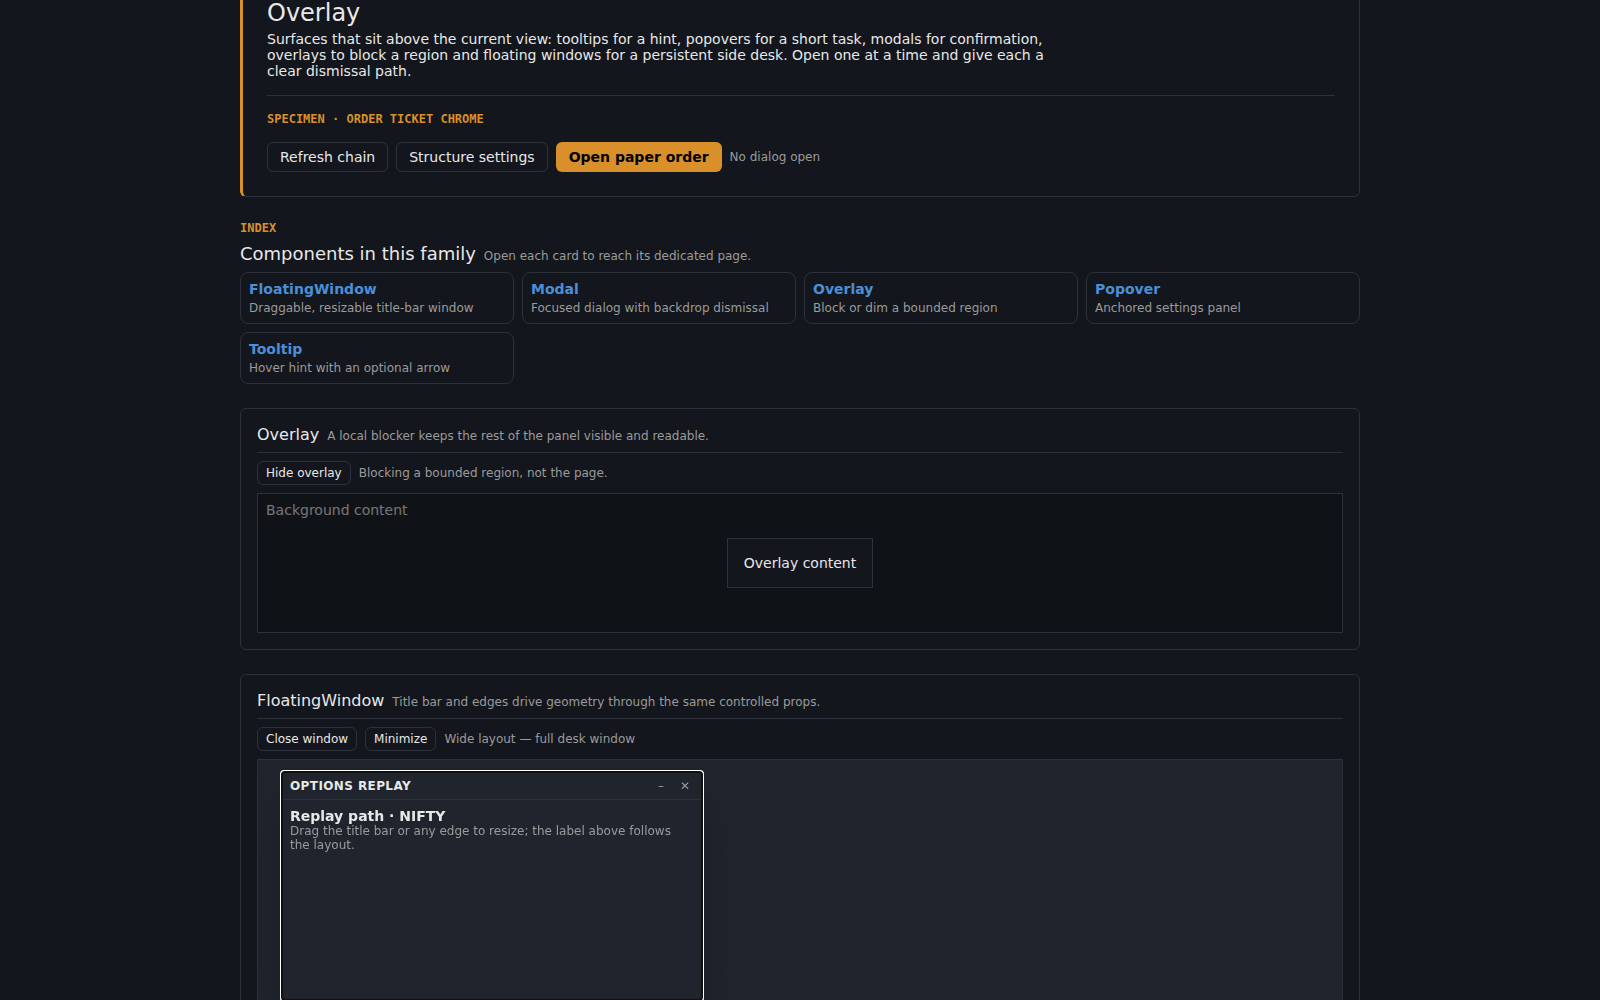 Overlay
Surfaces that sit above the current view: tooltips for a hint, popovers for a short task, modals for confirmation,
overlays to block a region and floating windows for a persistent side desk. Open one at a time and give each a
clear dismissal path.
SPECIMEN · ORDER TICKET CHROME
Refresh chain Structure settings Open paper order No dialog open
INDEX
Components in this family Open each card to reach its dedicated page.
FloatingWindow
Draggable, resizable title-bar window
Modal
Focused dialog with backdrop dismissal
Overlay
Block or dim a bounded region
Popover
Anchored settings panel
Tooltip
Hover hint with an optional arrow
Overlay A local blocker keeps the rest of the panel visible and readable.
Hide overlay Blocking a bounded region, not the page.
Background content
Overlay content
FloatingWindow Title bar and edges drive geometry through the same controlled props.
Close window Minimize Wide layout — full desk window
OPTIONS REPLAY – ✕
Replay path · NIFTY
Drag the title bar or any edge to resize; the label above follows
the layout.